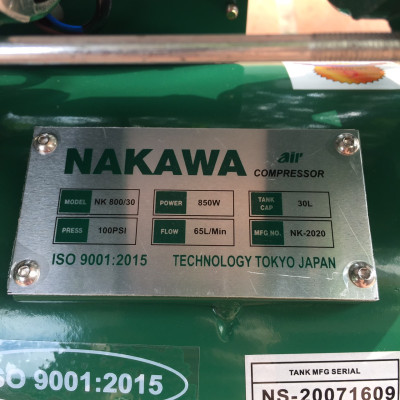 NAKAWA air COMPRESSOR
MODEL NK 800/30 POWER 850W TANK CAP 30L
PRESS 100PSI FLOW 65L/Min MFG.NO. NK-2020
ISO 9001:2015 TECHNOLOGY TOKYO JAPAN
ISO 9001:2015
TANK MFG SERIAL
NS-20071609